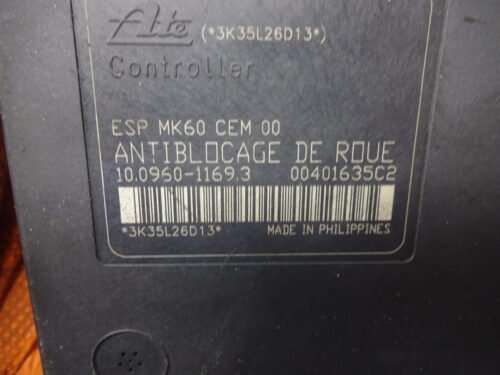 Ate (*3K35L26D13*)
Controller
ESP MK60 CEM 00
ANTIBLOCAGE DE ROUE
10.0960-1169.3 00401635C2
*3K35L26D13* MADE IN PHILIPPINES